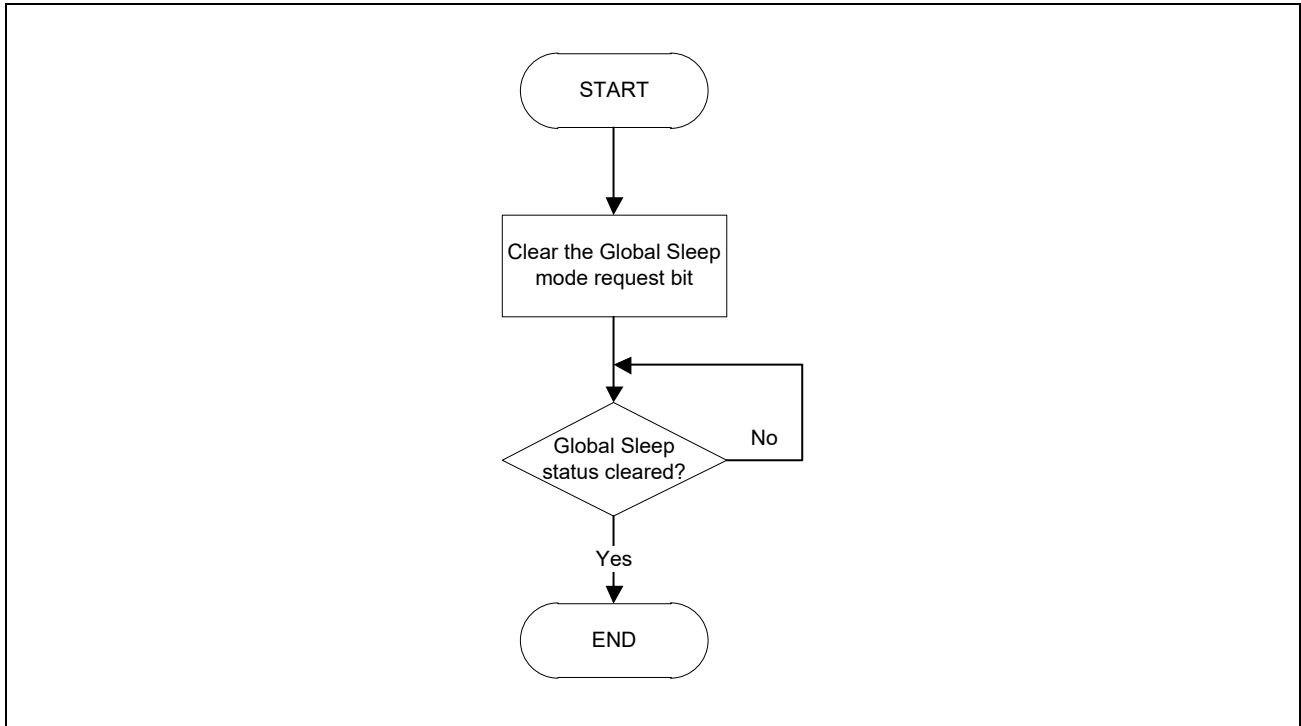 START
Clear the Global Sleep
mode request bit
Global Sleep
status cleared?
No
Yes
END